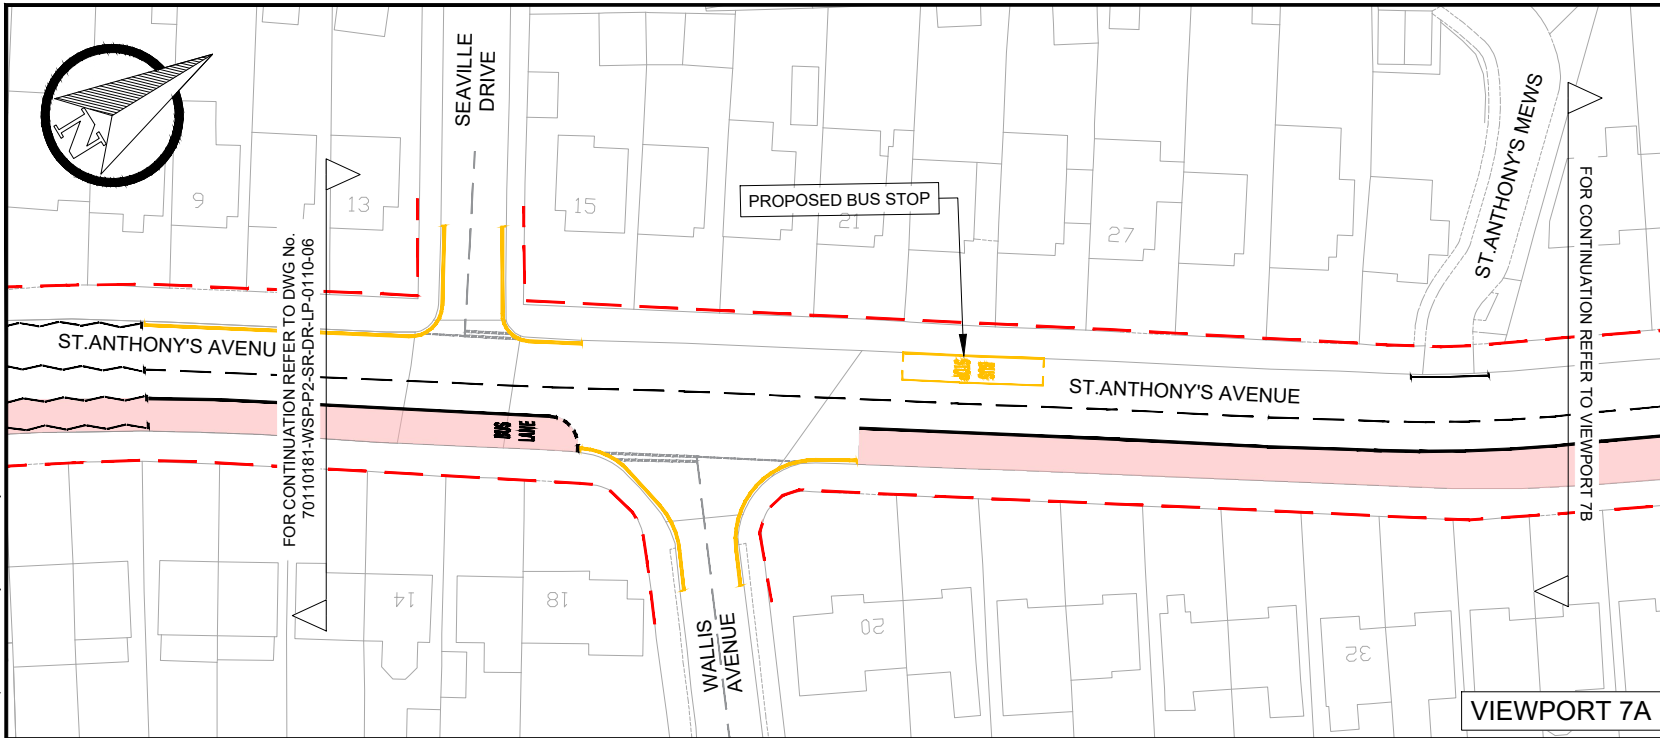 SEAVILLE
DRIVE
N
9
13
15
21
27
PROPOSED BUS STOP
ST.ANTHONY'S MEWS
FOR CONTINUATION REFER TO DWG No.
70110181-WSP-P2-SR-DR-LP-0110-06
FOR CONTINUATION REFER TO VIEWPORT 7B
ST.ANTHONY'S AVENU
BUS
STOP
ST.ANTHONY'S AVENUE
BUS
LANE
14
18
20
32
WALLIS
AVENUE
VIEWPORT 7A